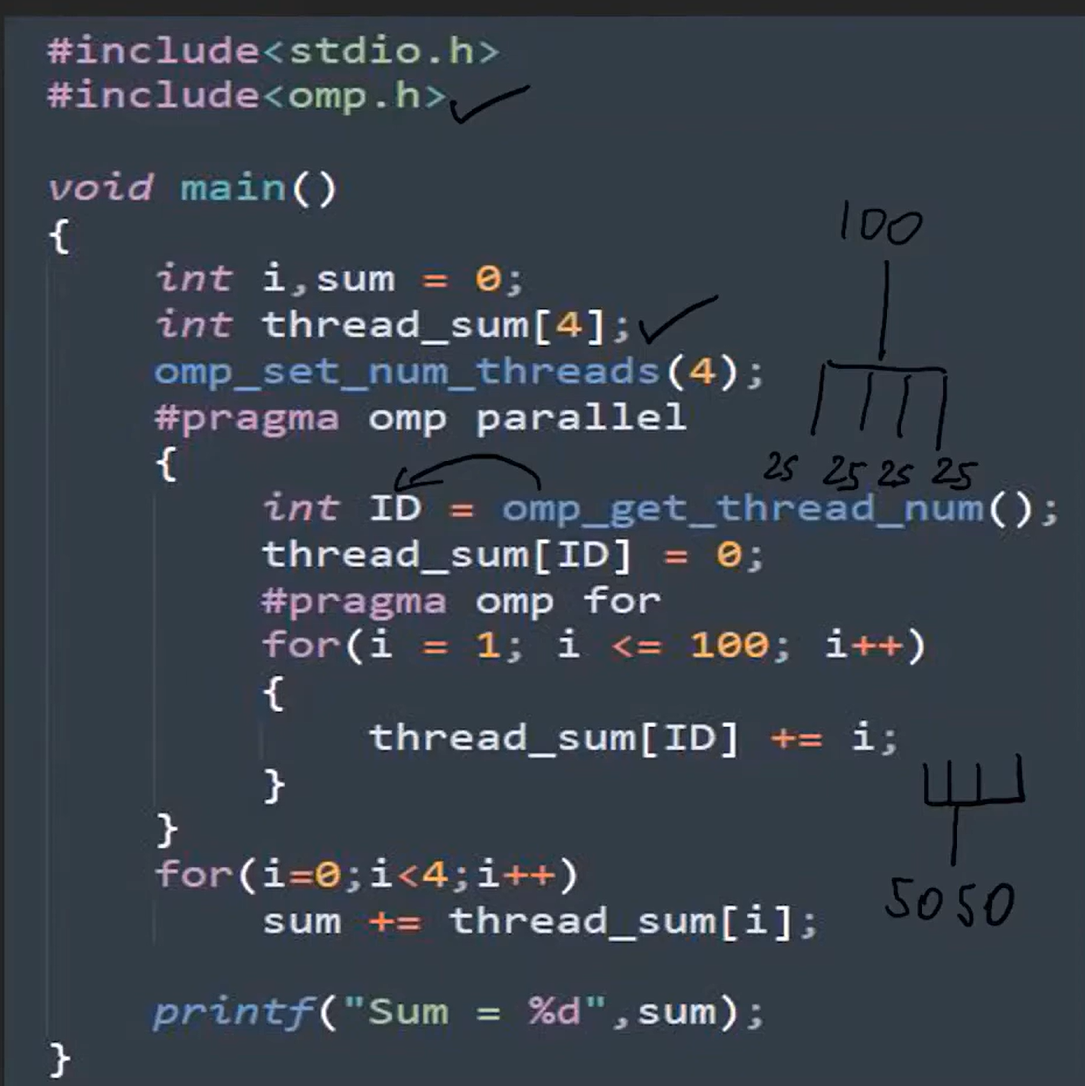 #include<stdio.h>
#include<omp.h>
void main()
{
100
int i,sum = 0;
int thread_sum[4];
omp_set_num_threads(4);
#pragma omp parallel
{
25 25 25 25
int ID = omp_get_thread_num();
thread_sum[ID] = 0;
#pragma omp for
for(i = 1; i <= 100; i++)
{
thread_sum[ID] += i;
}
}
for(i=0;i<4;i++)
5050
sum += thread_sum[i];
printf("Sum = %d",sum);
}